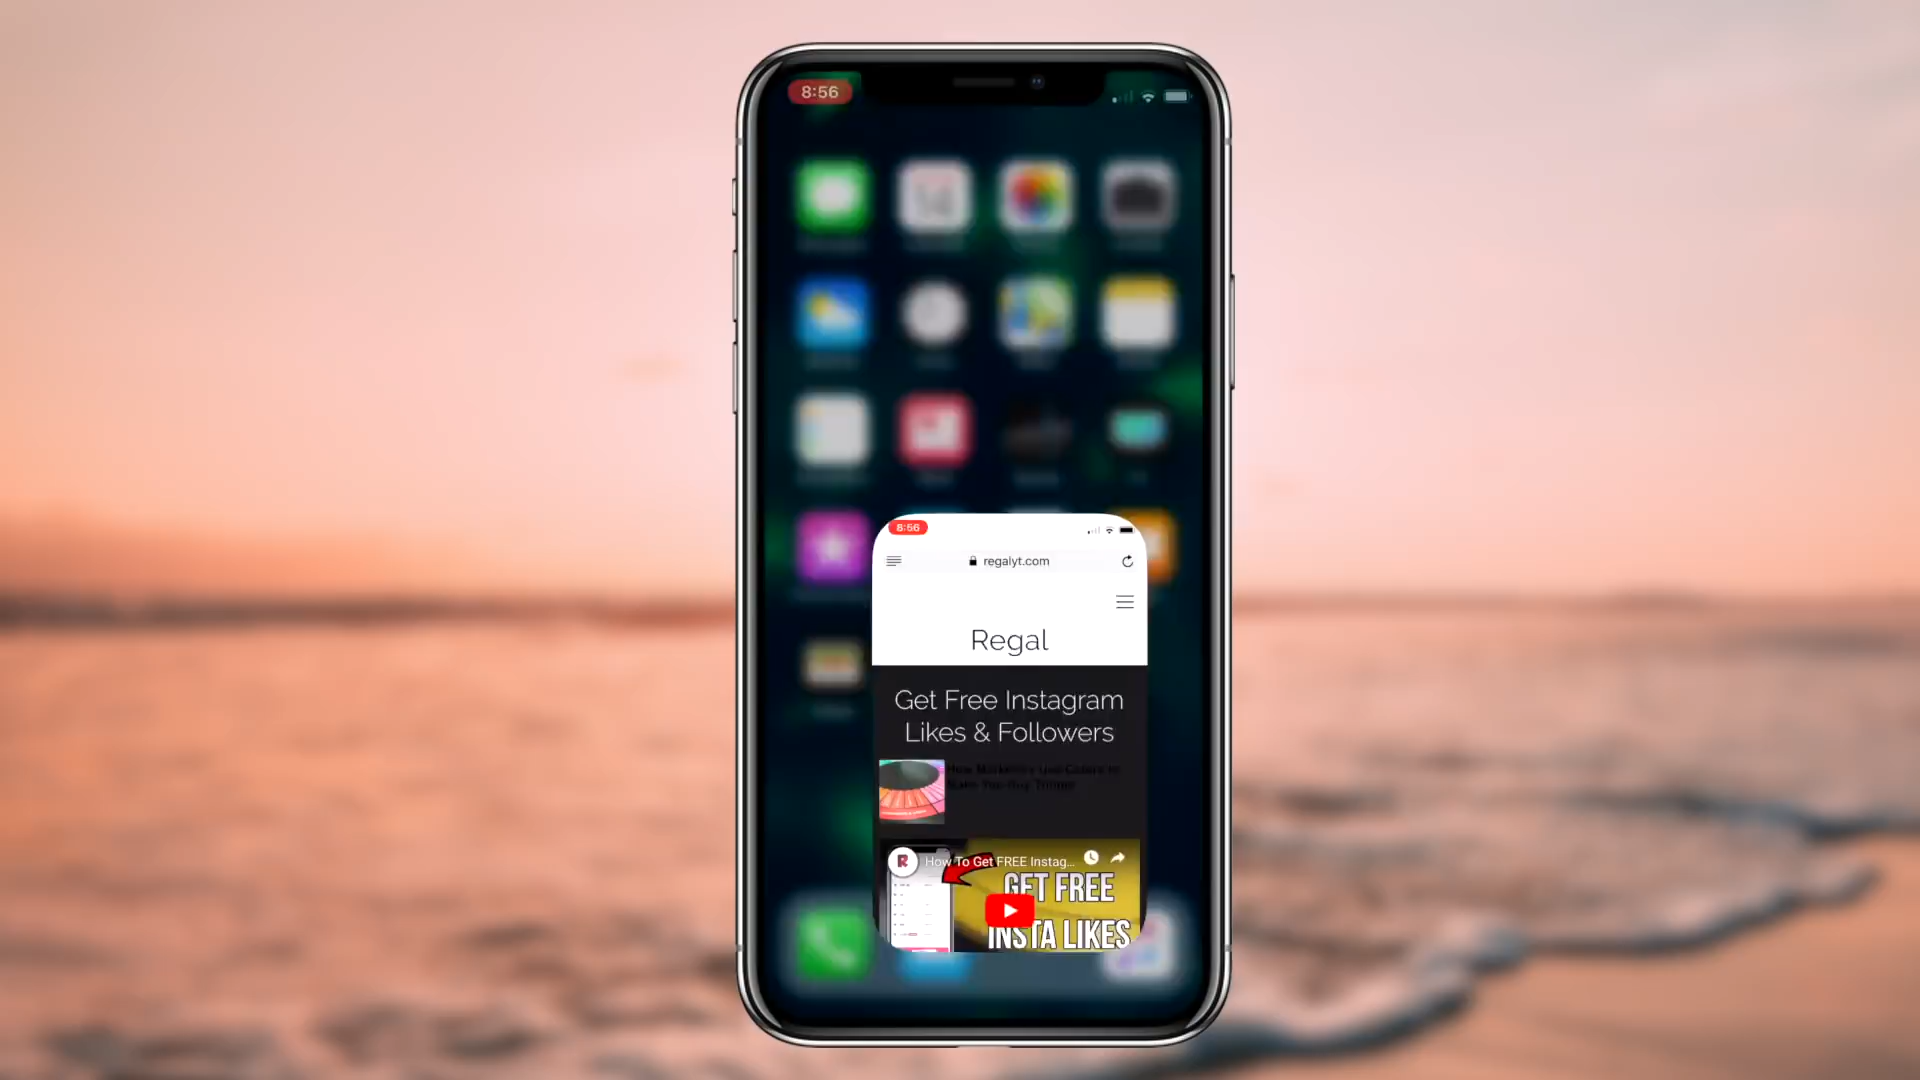 8:56
8:56
regalyt.com
Regal
Get Free Instagram
Likes & Followers
How To Get FREE Instag...
GET FREE
INSTA LIKES